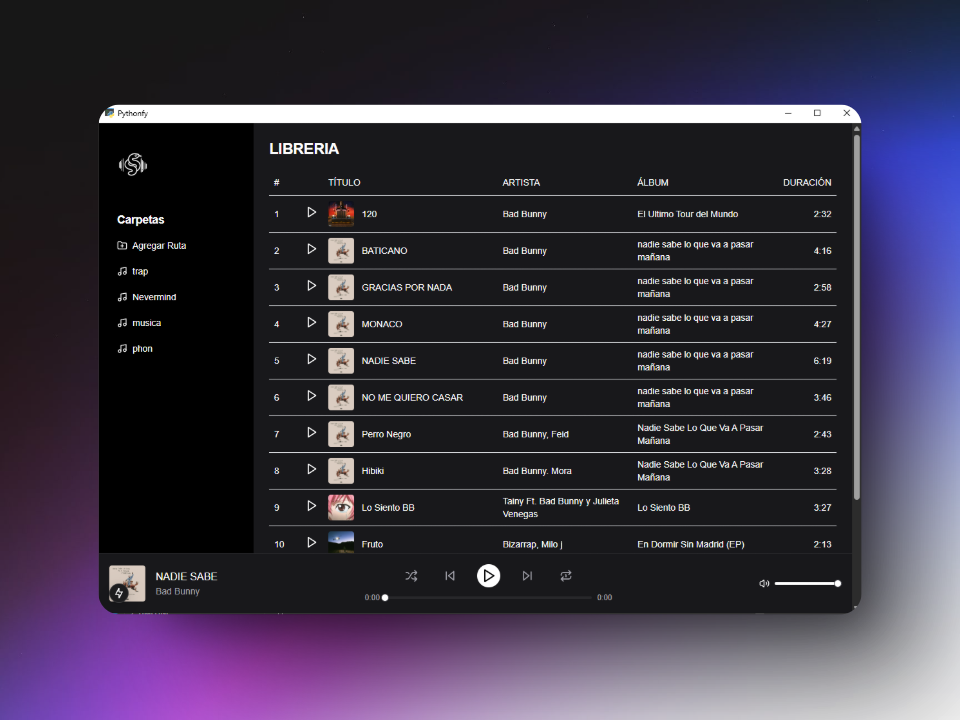 Pythonfy
LIBRERIA
# TÍTULO ARTISTA ÁLBUM DURACIÓN
1 120 Bad Bunny El Ultimo Tour del Mundo 2:32
2 BATICANO Bad Bunny nadie sabe lo que va a pasar
mañana 4:16
3 GRACIAS POR NADA Bad Bunny nadie sabe lo que va a pasar
mañana 2:58
4 MONACO Bad Bunny nadie sabe lo que va a pasar
mañana 4:27
5 NADIE SABE Bad Bunny nadie sabe lo que va a pasar
mañana 6:19
6 NO ME QUIERO CASAR Bad Bunny nadie sabe lo que va a pasar
mañana 3:46
7 Perro Negro Bad Bunny, Feid Nadie Sabe Lo Que Va A Pasar
Mañana 2:43
8 Hibiki Bad Bunny. Mora Nadie Sabe Lo Que Va A Pasar
Mañana 3:28
9 Lo Siento BB Tainy Ft. Bad Bunny y Julieta
Venegas Lo Siento BB 3:27
10 Fruto Bizarrap, Milo j En Dormir Sin Madrid (EP) 2:13
Carpetas
Agregar Ruta
trap
Nevermind
musica
phon
NADIE SABE
Bad Bunny
0:00 0:00